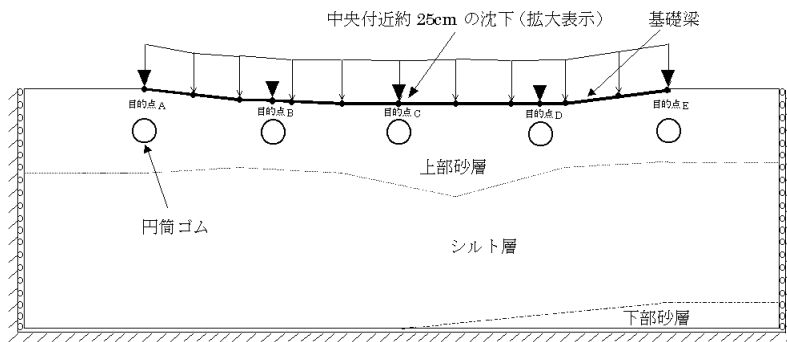 中央付近約 25cm の沈下（拡大表示）
基礎梁
目的点A
目的点B
目的点C
目的点D
目的点E
上部砂層
円筒ゴム
シルト層
下部砂層